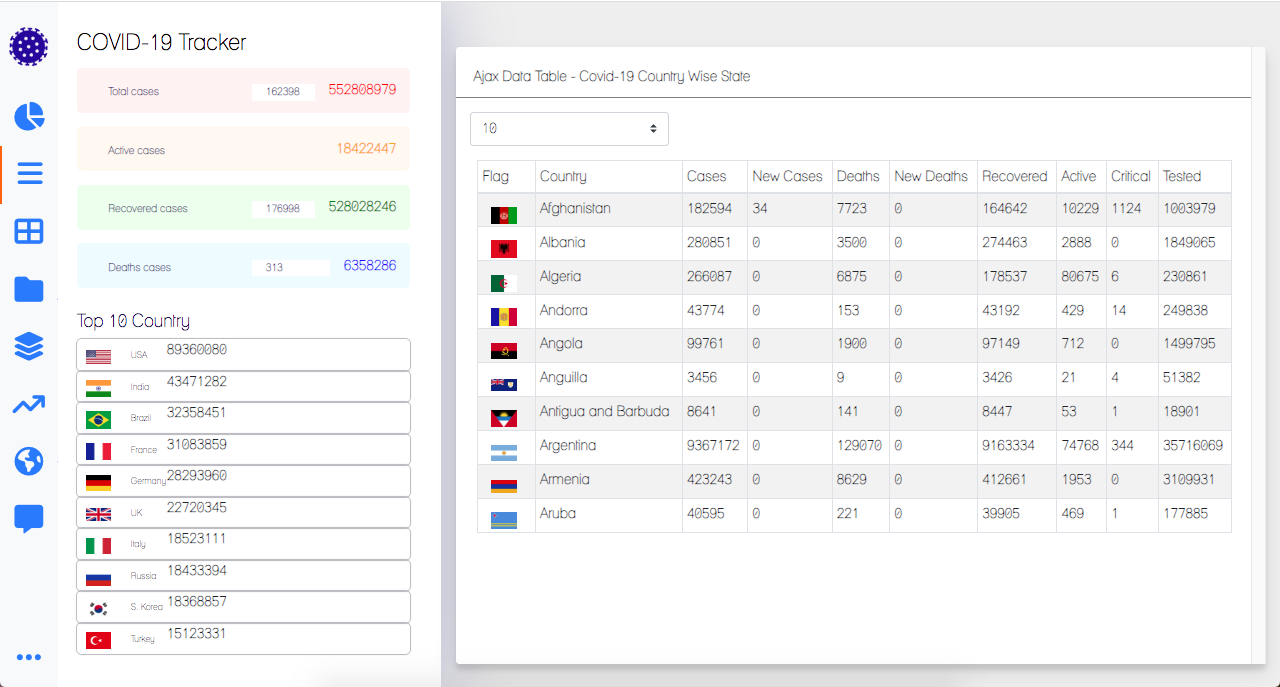 COVID-19 Tracker
Total cases 162398 552808979
Active cases 18422447
Recovered cases 176998 528028246
Deaths cases 313 6358286
Top 10 Country
USA 89360080
India 43471282
Brazil 32358451
France 31083859
Germany 28293960
UK 22720345
Italy 18523111
Russia 18433394
S. Korea 18368857
Turkey 15123331
Ajax Data Table - Covid-19 Country Wise State
10
Flag Country Cases New Cases Deaths New Deaths Recovered Active Critical Tested
Afghanistan 182594 34 7723 0 164642 10229 1124 1003979
Albania 280851 0 3500 0 274463 2888 0 1849065
Algeria 266087 0 6875 0 178537 80675 6 230861
Andorra 43774 0 153 0 43192 429 14 249838
Angola 99761 0 1900 0 97149 712 0 1499795
Anguilla 3456 0 9 0 3426 21 4 51382
Antigua and Barbuda 8641 0 141 0 8447 53 1 18901
Argentina 9367172 0 129070 0 9163334 74768 344 35716069
Armenia 423243 0 8629 0 412661 1953 0 3109931
Aruba 40595 0 221 0 39905 469 1 177885